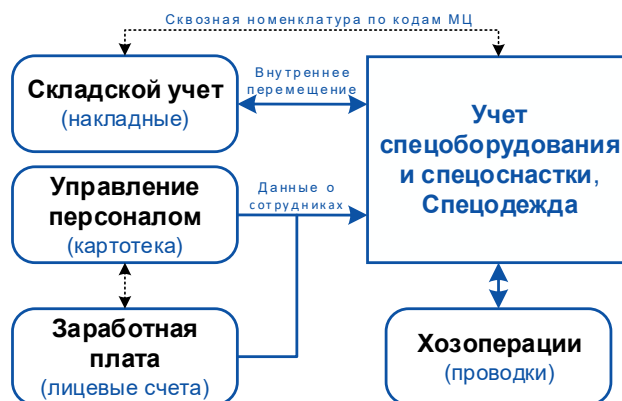 Сквозная номенклатура по кодам МЦ
Складской учет
(накладные)
Внутреннее
перемещение
Учет
спецоборудования
и спецоснастки,
Спецодежда
Управление
персоналом
(картотека)
Данные о
сотрудниках
Заработная
плата
(лицевые счета)
Хозоперации
(проводки)